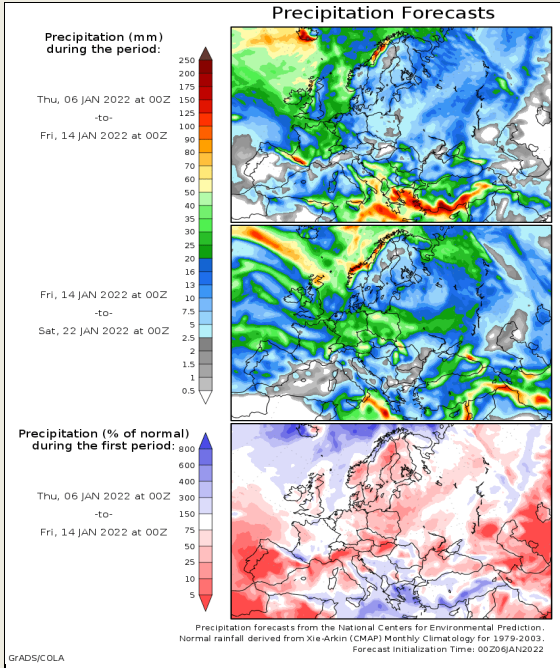 Precipitation Forecasts
Precipitation (mm)
during the period:
Thu, 06 JAN 2022 at 00Z
-to-
Fri, 14 JAN 2022 at 00Z
250
200
175
150
125
100
90
80
70
60
50
40
35
30
25
20
16
13
10
7.5
5
2.5
2
1
0.5
Fri, 14 JAN 2022 at 00Z
-to-
Sat, 22 JAN 2022 at 00Z
Precipitation (% of normal)
during the first period:
Thu, 06 JAN 2022 at 00Z
-to-
Fri, 14 JAN 2022 at 00Z
800
600
400
300
150
75
50
25
10
5
Precipitation forecasts from the National Centers for Environmental Prediction.
Normal rainfall derived from Xie-Arkin (CMAP) Monthly Climatology for 1979-2003.
Forecast Initialization Time: 00Z06JAN2022
GrADS/COLA